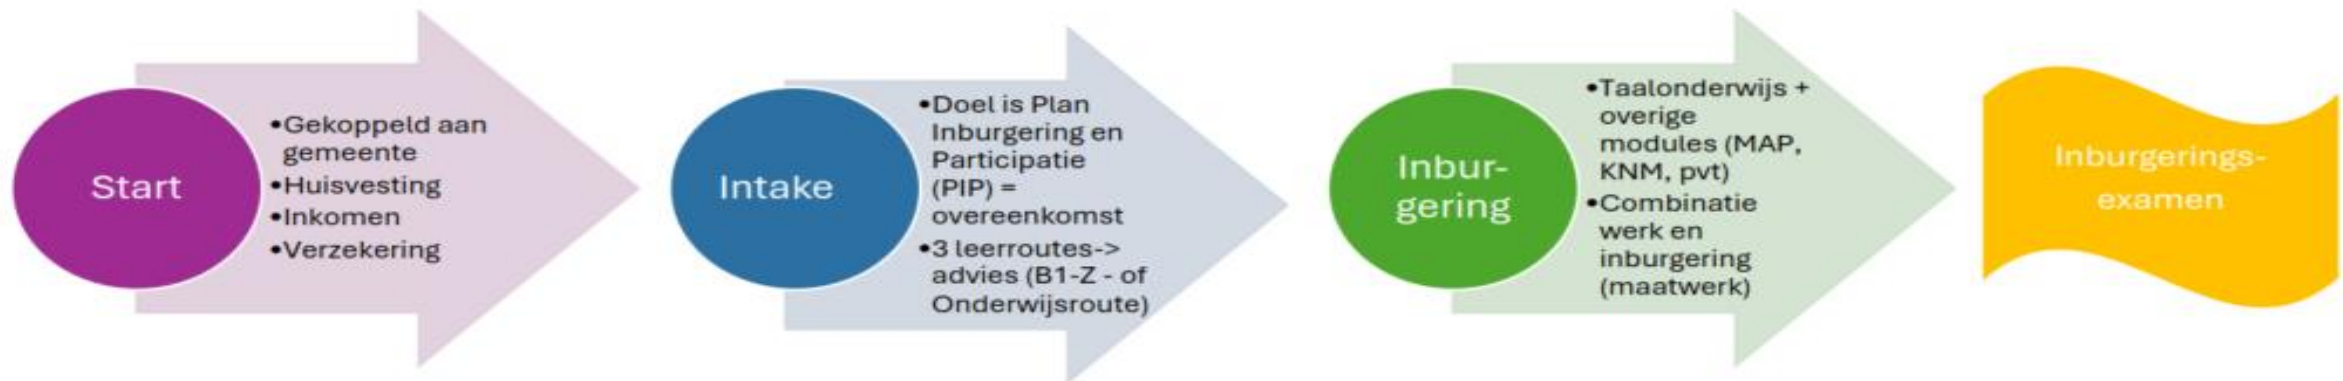 Start
•Gekoppeld aan
gemeente
•Huisvesting
•Inkomen
•Verzekering
Intake
•Doel is Plan
Inburgering en
Participatie
(PIP) =
overeenkomst
•3 leerroutes->
advies (B1-Z - of
Onderwijsroute)
Inbur-
gering
•Taalonderwijs +
overige
modules (MAP,
KNM, pvt)
•Combinatie
werk en
inburgering
(maatwerk)
Inburgerings-
examen